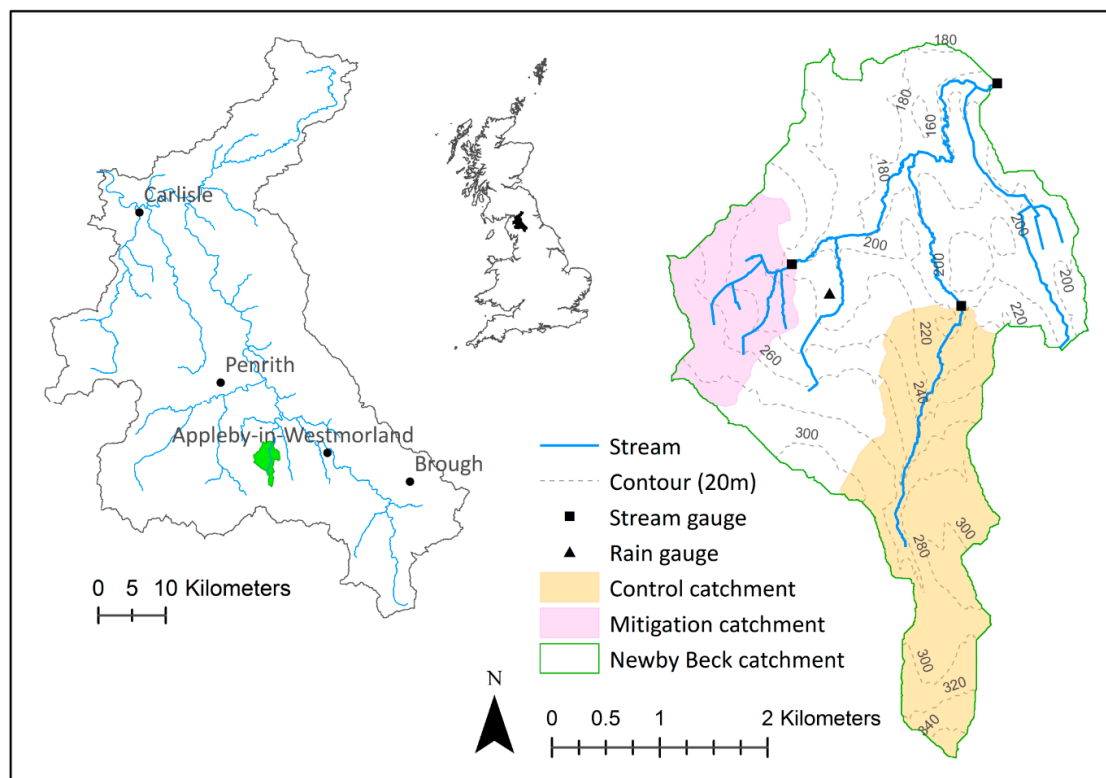 Carlisle
Penrith
Appleby-in-Westmorland
Brough
0 5 10 Kilometers
180
180
160
180
200
200
200
200
220
220
260
240
300
300
280
300
320
340
Stream
Contour (20m)
Stream gauge
Rain gauge
Control catchment
Mitigation catchment
Newby Beck catchment
N
0 0.5 1 2 Kilometers